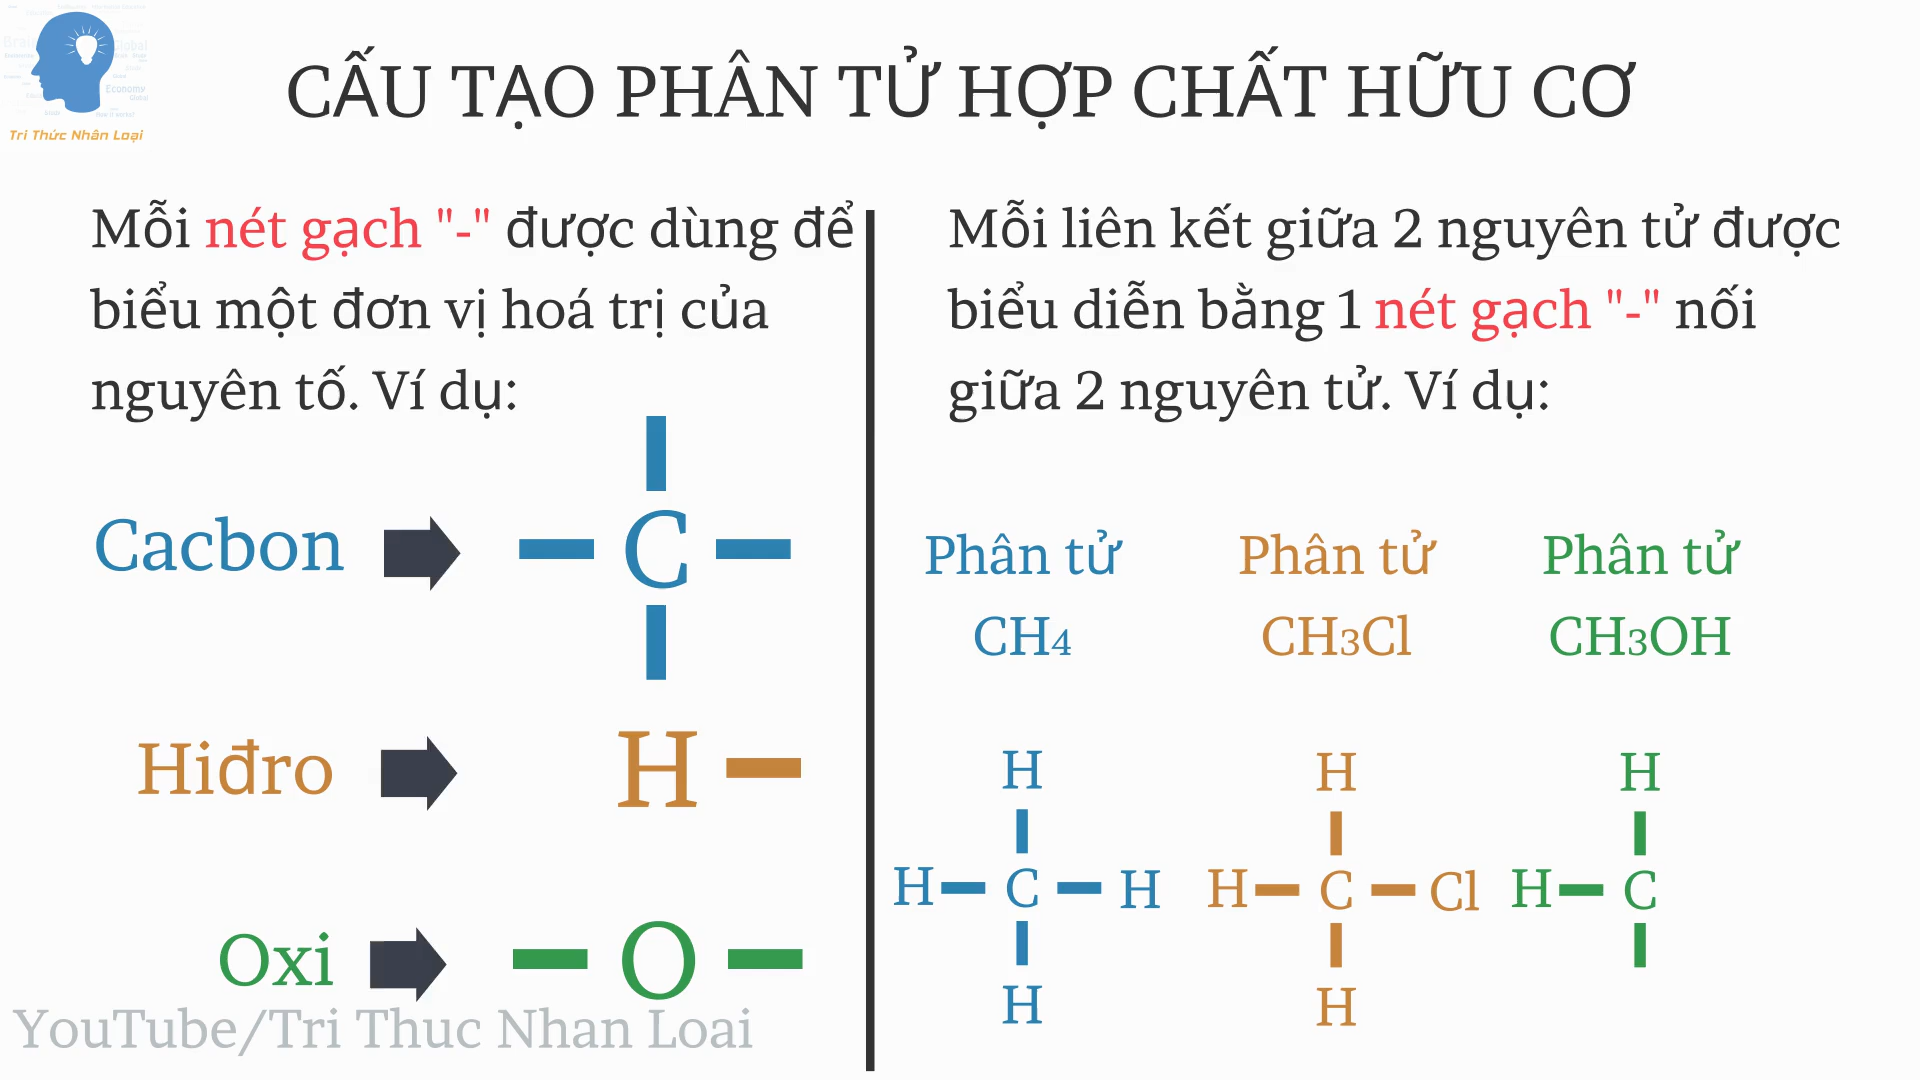 Tri Thức Nhân Loại
CẤU TẠO PHÂN TỬ HỢP CHẤT HỮU CƠ
Mỗi nét gạch "-" được dùng để
biểu một đơn vị hoá trị của
nguyên tố. Ví dụ:
Cacbon
C
Hiđro
H
Oxi
O
Mỗi liên kết giữa 2 nguyên tử được
biểu diễn bằng 1 nét gạch "-" nối
giữa 2 nguyên tử. Ví dụ:
Phân tử Phân tử Phân tử
CH4 CH3Cl CH3OH
H H H
H C H H C Cl H C
H H
YouTube/Tri Thuc Nhan Loai